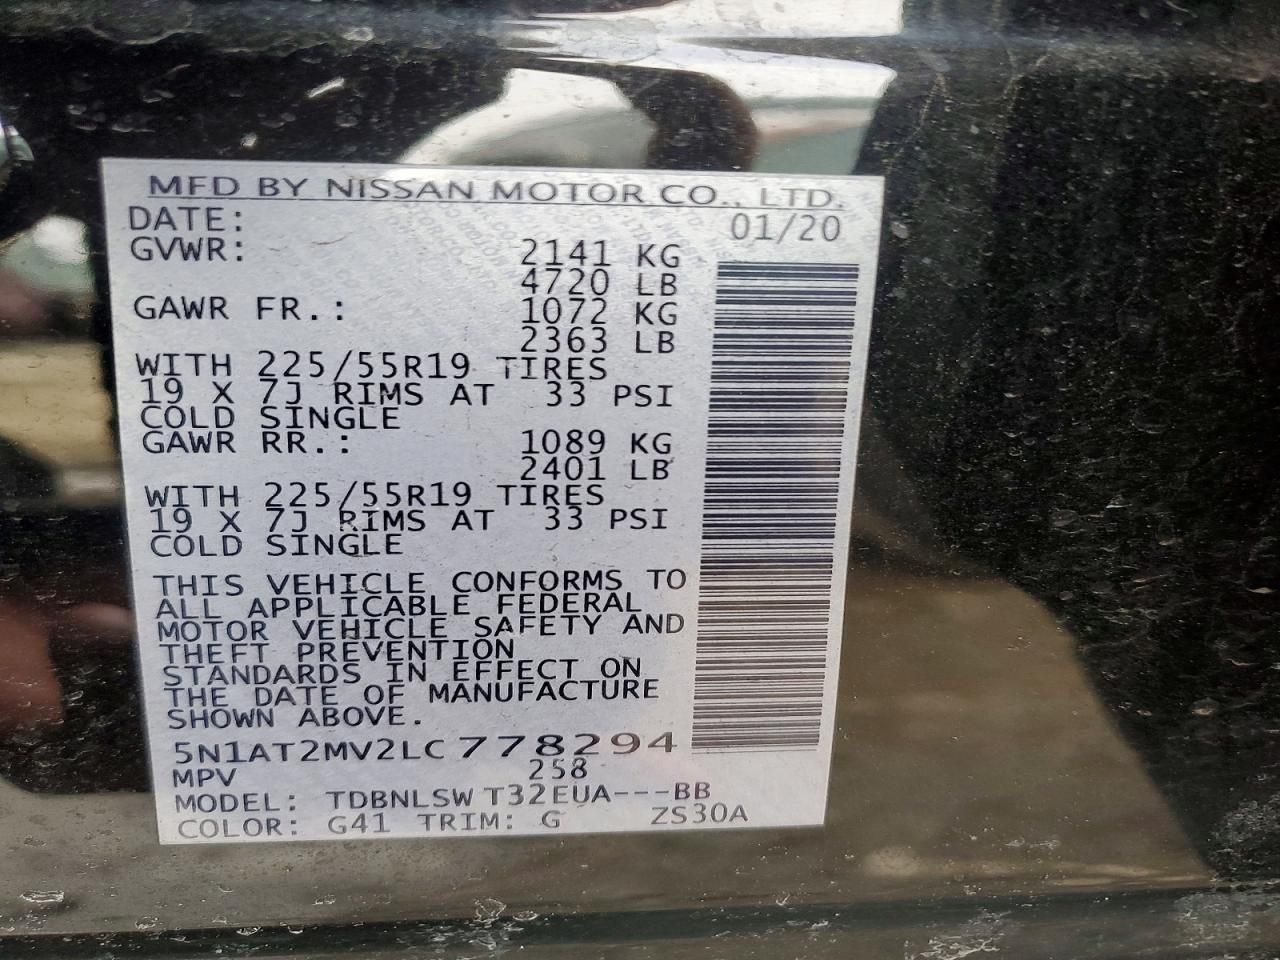 MFD BY NISSAN MOTOR CO., LTD.
DATE: 01/20
GVWR: 2141 KG
4720 LB
GAWR FR.: 1072 KG
2363 LB
WITH 225/55R19 TIRES
19 X 7J RIMS AT 33 PSI
COLD SINGLE
GAWR RR.: 1089 KG
2401 LB
WITH 225/55R19 TIRES
19 X 7J RIMS AT 33 PSI
COLD SINGLE
THIS VEHICLE CONFORMS TO
ALL APPLICABLE FEDERAL
MOTOR VEHICLE SAFETY AND
THEFT PREVENTION
STANDARDS IN EFFECT ON
THE DATE OF MANUFACTURE
SHOWN ABOVE.
5N1AT2MV2LC778294
MPV 258
MODEL: TDBNLSW T32EUA---BB
COLOR: G41 TRIM: G ZS30A